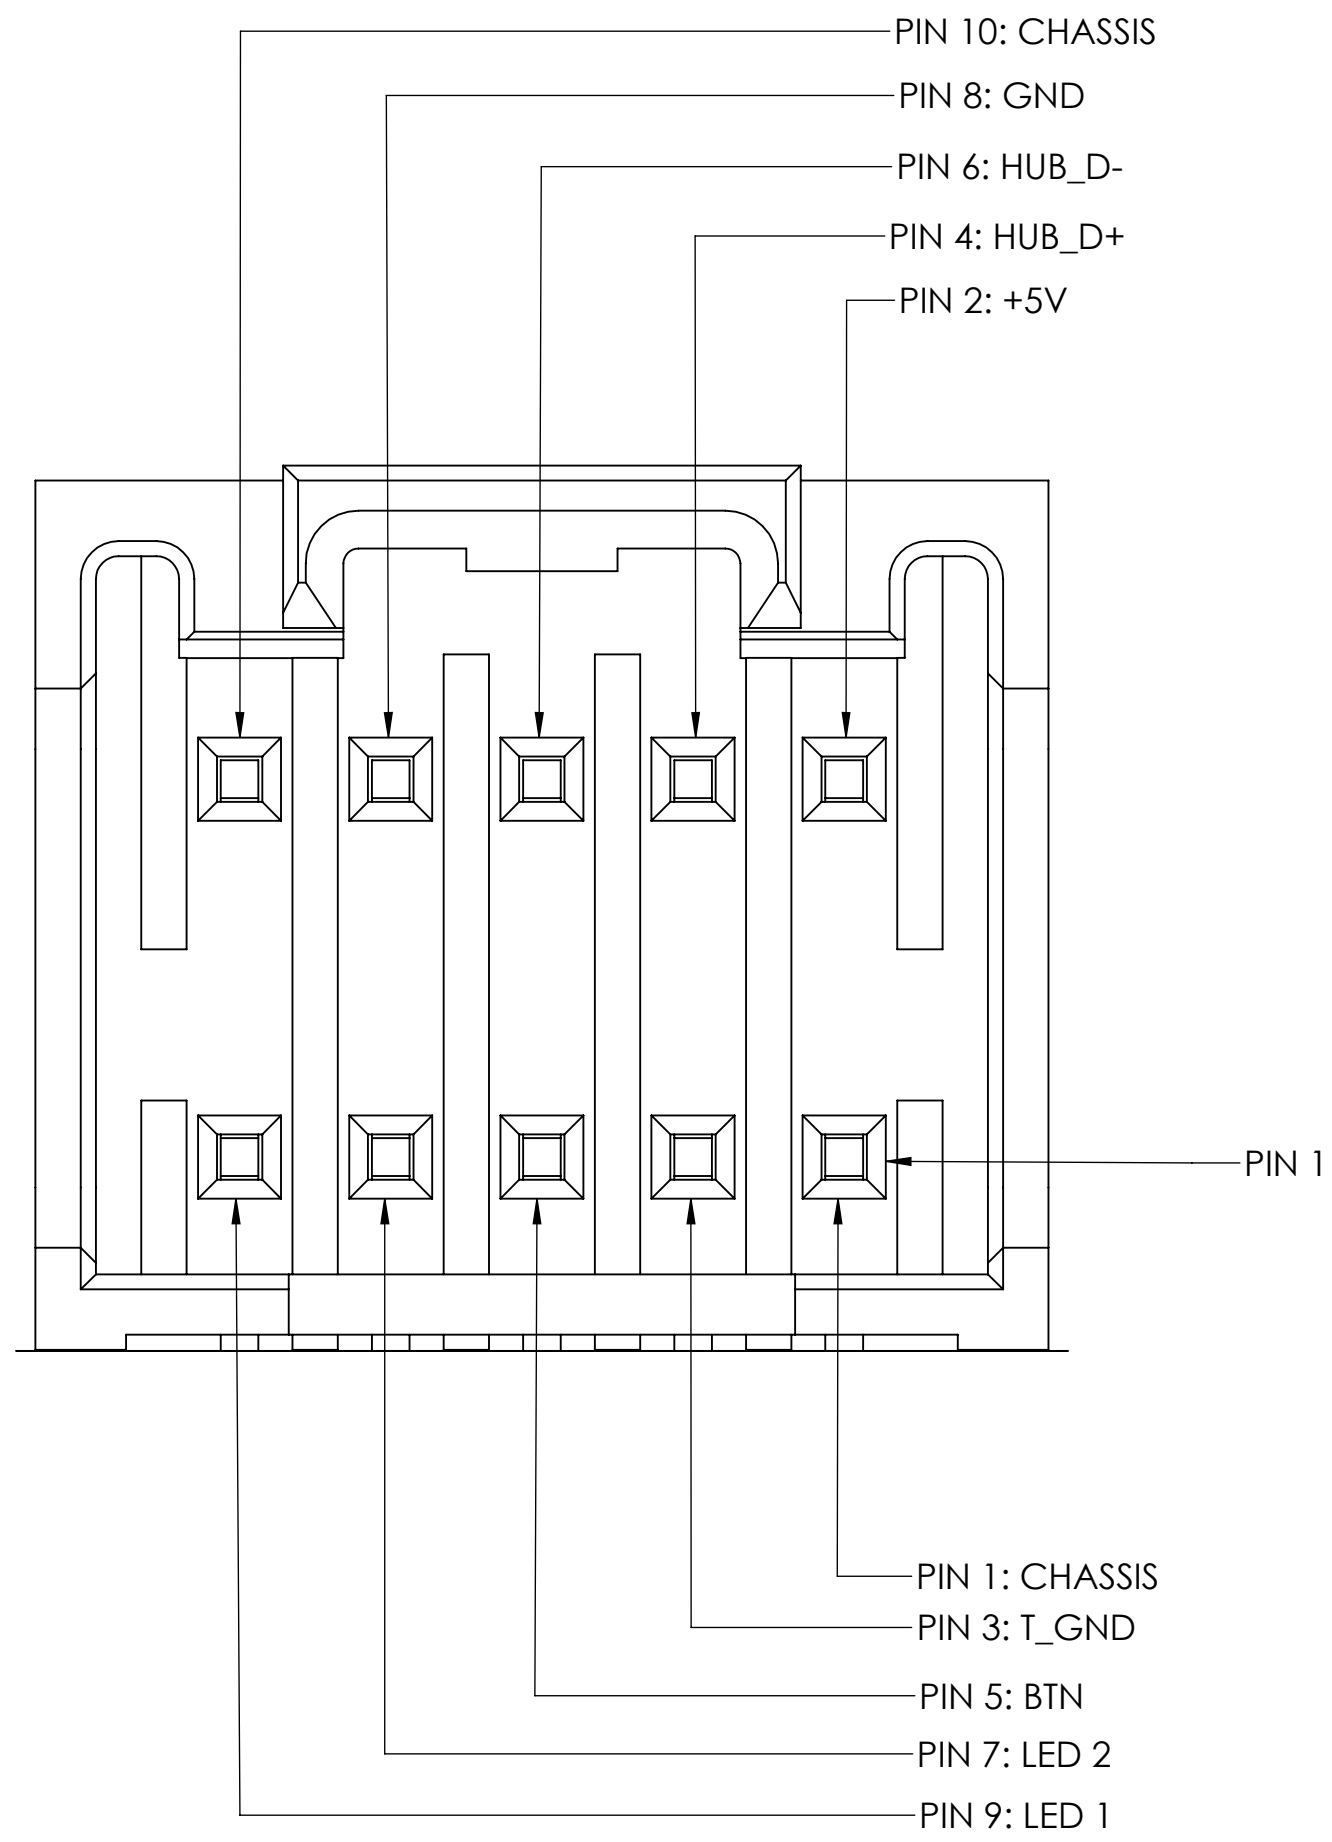 PIN 10: CHASSIS
PIN 8: GND
PIN 6: HUB_D-
PIN 4: HUB_D+
PIN 2: +5V
PIN 1
PIN 1: CHASSIS
PIN 3: T_GND
PIN 5: BTN
PIN 7: LED 2
PIN 9: LED 1